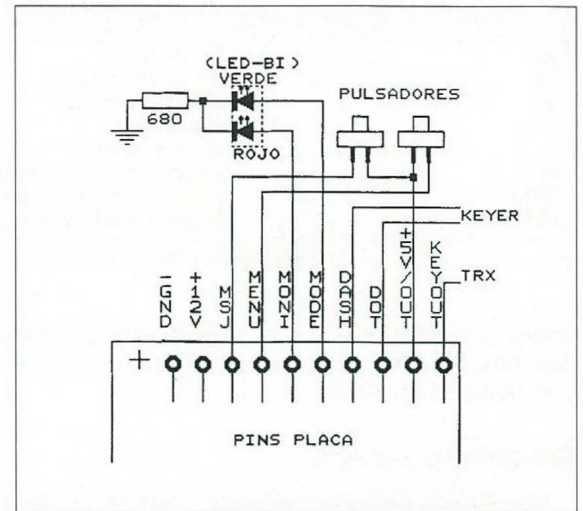 (LED-BI)
VERDE
PULSADORES
680
ROJO
KEYER
TRX
-GND
+12V
MSJ
MENU
MONI
MODE
DASH
DOT
+5V/OUT
KEYOUT
+
PINS PLACA